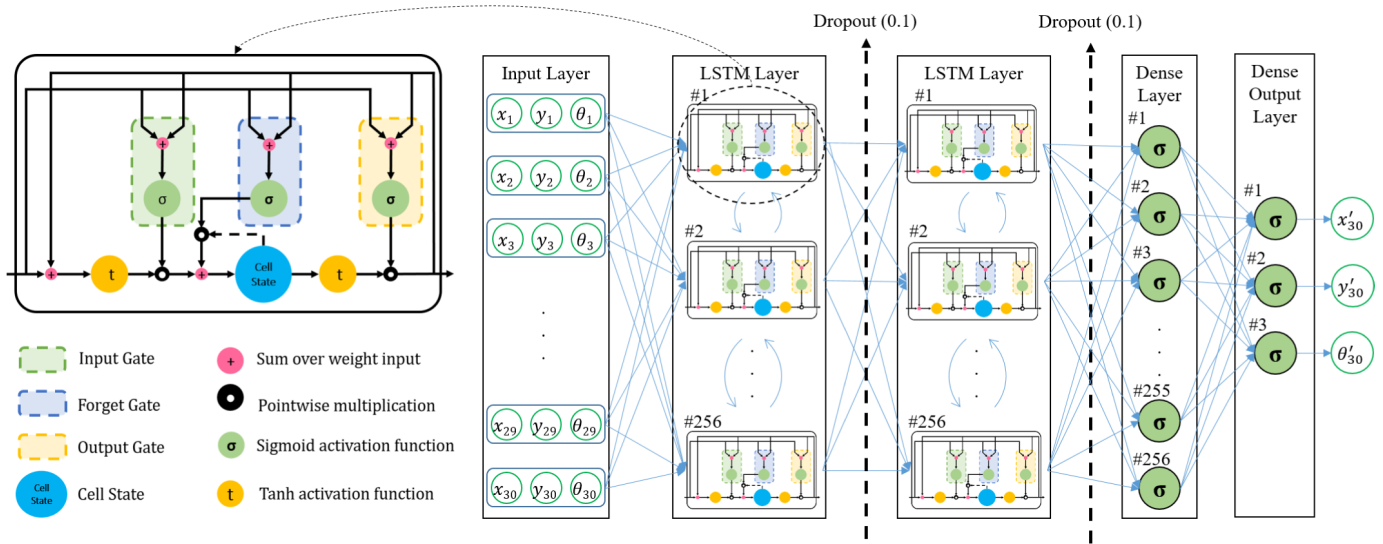 Dropout (0.1)
Dropout (0.1)
Input Layer
LSTM Layer
LSTM Layer
Dense
Layer
Dense
Output
Layer
+
+
+
σ
σ
σ
+
t
+
Cell
State
t
Input Gate
Forget Gate
Output Gate
Cell
State
Cell State
+
Sum over weight input
Pointwise multiplication
σ
Sigmoid activation function
t
Tanh activation function
x₁ y₁ θ₁
x₂ y₂ θ₂
x₃ y₃ θ₃
.
.
.
x₂₉ y₂₉ θ₂₉
x₃₀ y₃₀ θ₃₀
#1
#2
.
.
.
#256
#1
#2
.
.
.
#256
#1
σ
#2
σ
#3
σ
.
.
.
#255
σ
#256
σ
#1
σ
x′₃₀
#2
σ
y′₃₀
#3
σ
θ′₃₀